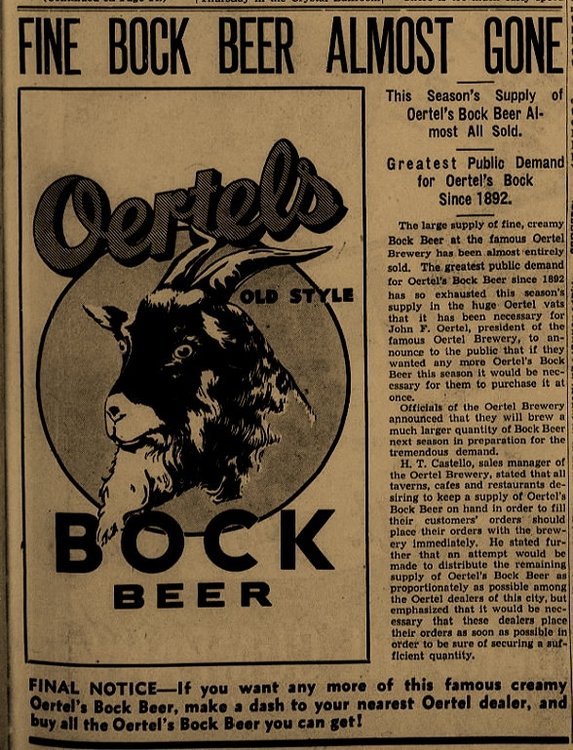 Thursday in the Crystal Ballroom
FINE BOCK BEER ALMOST GONE
Oertels
OLD STYLE
BOCK
BEER
This Season's Supply of
Oertel's Bock Beer Al-
most All Sold.
Greatest Public Demand
for Oertel's Bock
Since 1892.
The large supply of fine, creamy
Bock Beer at the famous Oertel
Brewery has been almost entirely
sold. The greatest public demand
for Oertel's Bock Beer since 1892
has so exhausted this season's
supply in the huge Oertel vats
that it has been necessary for
John F. Oertel, president of the
famous Oertel Brewery, to an-
nounce to the public that if they
wanted any more Oertel's Bock
Beer this season it would be nec-
essary for them to purchase it at
once.
Officials of the Oertel Brewery
announced that they will brew a
much larger quantity of Bock Beer
next season in preparation for the
tremendous demand.
H. T. Castello, sales manager of
the Oertel Brewery, stated that all
taverns, cafes and restaurants de-
siring to keep a supply of Oertel's
Bock Beer on hand in order to fill
their customers' orders should
place their orders with the brew-
ery immediately. He stated fur-
ther that an attempt would be
made to distribute the remaining
supply of Oertel's Bock Beer as
proportionately as possible among
the Oertel dealers of this city, but
emphasized that it would be nec-
essary that these dealers place
their orders as soon as possible in
order to be sure of securing a suf-
ficient quantity.
FINAL NOTICE—If you want any more of this famous creamy
Oertel's Bock Beer, make a dash to your nearest Oertel dealer, and
buy all the Oertel's Bock Beer you can get!